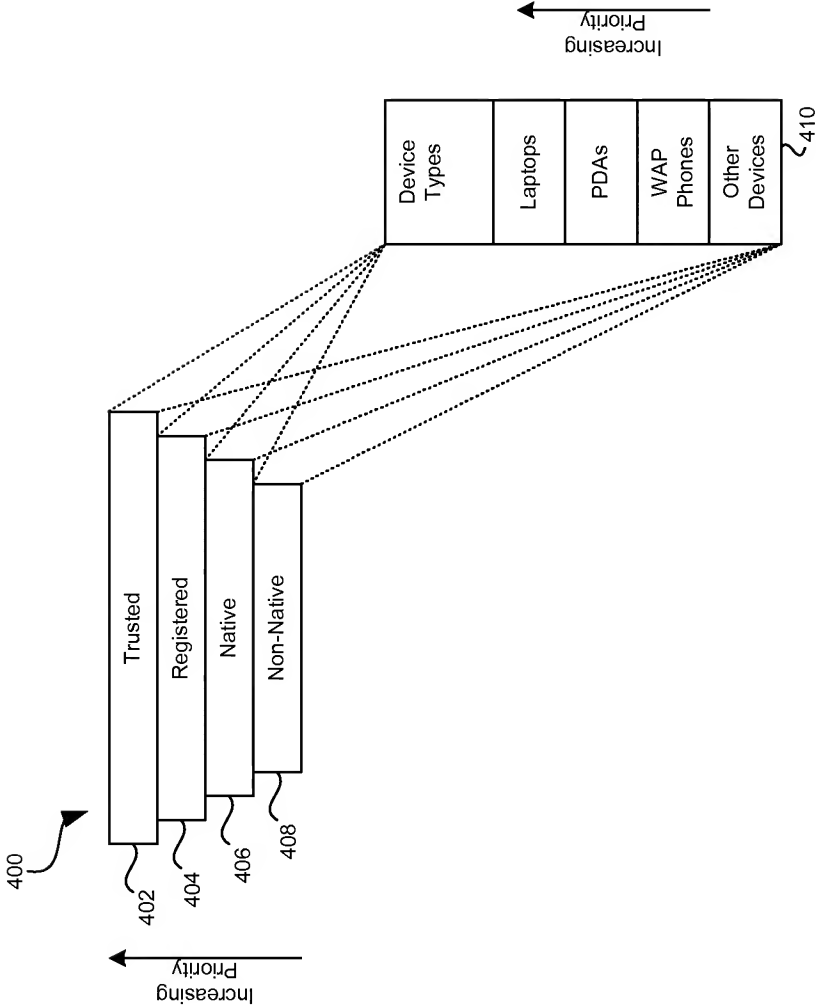 400
Increasing
Priority
402
Trusted
404
Registered
406
Native
408
Non-Native
Device
Types
Laptops
PDAs
WAP
Phones
Other
Devices
410
Increasing
Priority